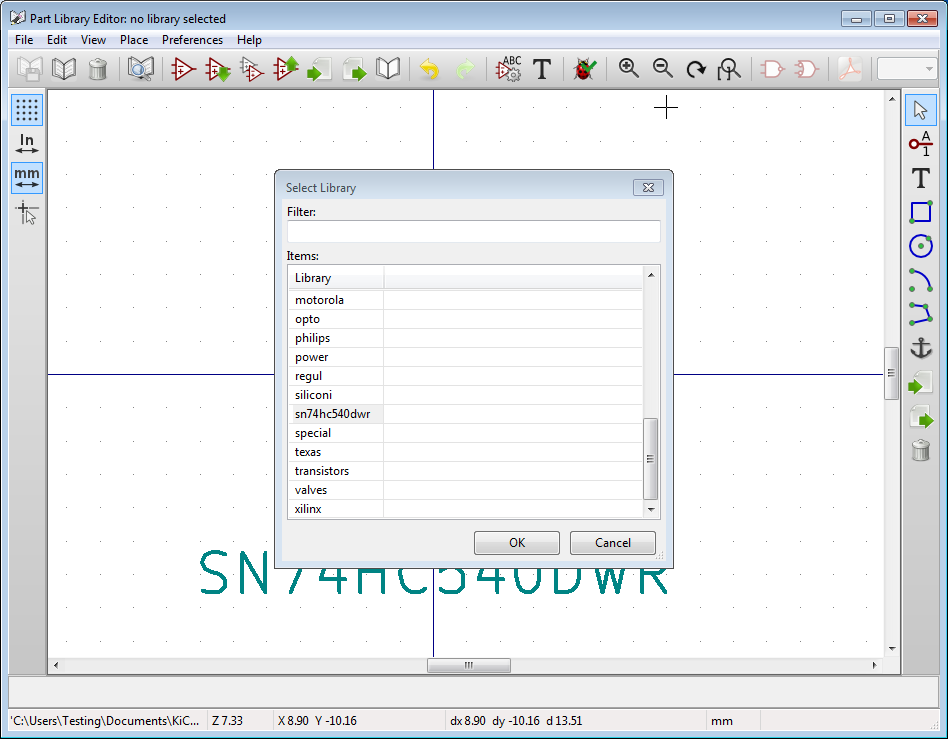 Part Library Editor: no library selected
File Edit View Place Preferences Help
ABC
T
In
mm
A
1
T
Select Library
Filter:
Items:
Library
motorola
opto
philips
power
regul
siliconi
sn74hc540dwr
special
texas
transistors
valves
xilinx
OK Cancel
SN74HC540DWR
'C:\Users\Testing\Documents\KiC... Z 7.33 X 8.90 Y -10.16 dx 8.90 dy -10.16 d 13.51 mm